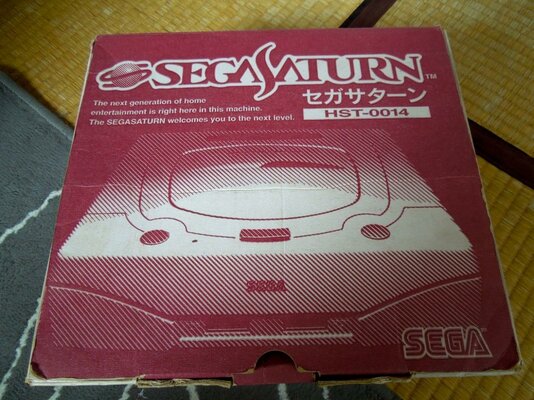 SEGASATURN TM
セガサターン
HST-0014
The next generation of home
entertainment is right here in this machine.
The SEGASATURN welcomes you to the next level.
SEGA
SEGA